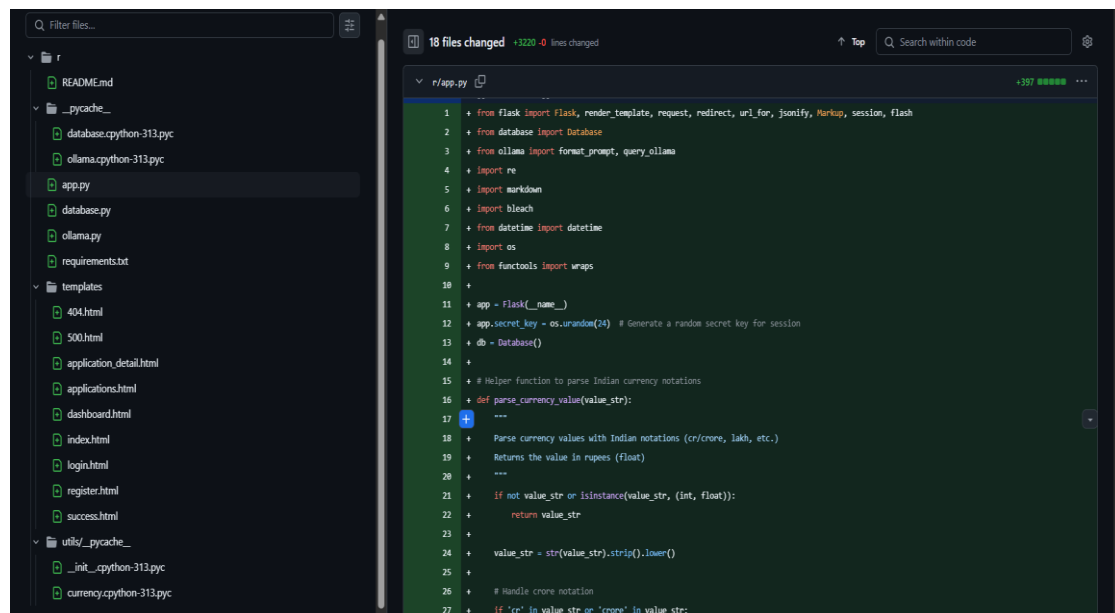 Filter files...
r
README.md
__pycache__
database.cpython-313.pyc
ollama.cpython-313.pyc
app.py
database.py
ollama.py
requirements.txt
templates
404.html
500.html
application_detail.html
applications.html
dashboard.html
index.html
login.html
register.html
success.html
utils/__pycache__
__init__.cpython-313.pyc
currency.cpython-313.pyc
18 files changed +3220 -0 lines changed
Top
Search within code
r/app.py
+397
1 + from flask import Flask, render_template, request, redirect, url_for, jsonify, Markup, session, flash
2 + from database import Database
3 + from ollama import format_prompt, query_ollama
4 + import re
5 + import markdown
6 + import bleach
7 + from datetime import datetime
8 + import os
9 + from functools import wraps
10 +
11 + app = Flask(__name__)
12 + app.secret_key = os.urandom(24)  # Generate a random secret key for session
13 + db = Database()
14 +
15 + # Helper function to parse Indian currency notations
16 + def parse_currency_value(value_str):
17 + """
18 + Parse currency values with Indian notations (cr/crore, lakh, etc.)
19 + Returns the value in rupees (float)
20 + """
21 + if not value_str or isinstance(value_str, (int, float)):
22 + return value_str
23 +
24 + value_str = str(value_str).strip().lower()
25 +
26 + # Handle crore notation
27 + if 'cr' in value_str or 'crore' in value_str: